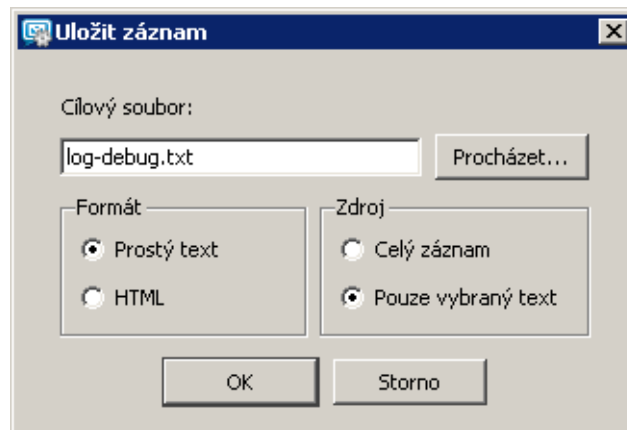 Uložit záznam
Cílový soubor:
log-debug.txt
Procházet...
Formát
Prostý text
HTML
Zdroj
Celý záznam
Pouze vybraný text
OK
Storno